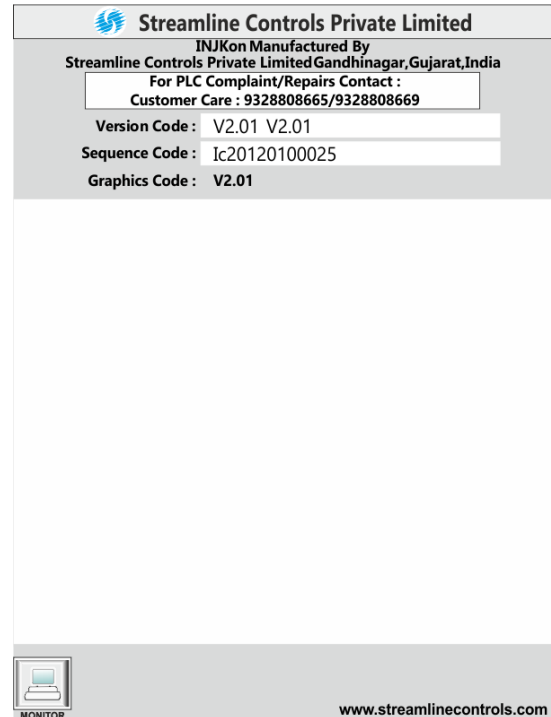 Streamline Controls Private Limited
INJKon Manufactured By
Streamline Controls Private Limited Gandhinagar,Gujarat,India
For PLC Complaint/Repairs Contact :
Customer Care : 9328808665/9328808669
Version Code : V2.01 V2.01
Sequence Code : Ic20120100025
Graphics Code : V2.01
MONITOR
www.streamlinecontrols.com